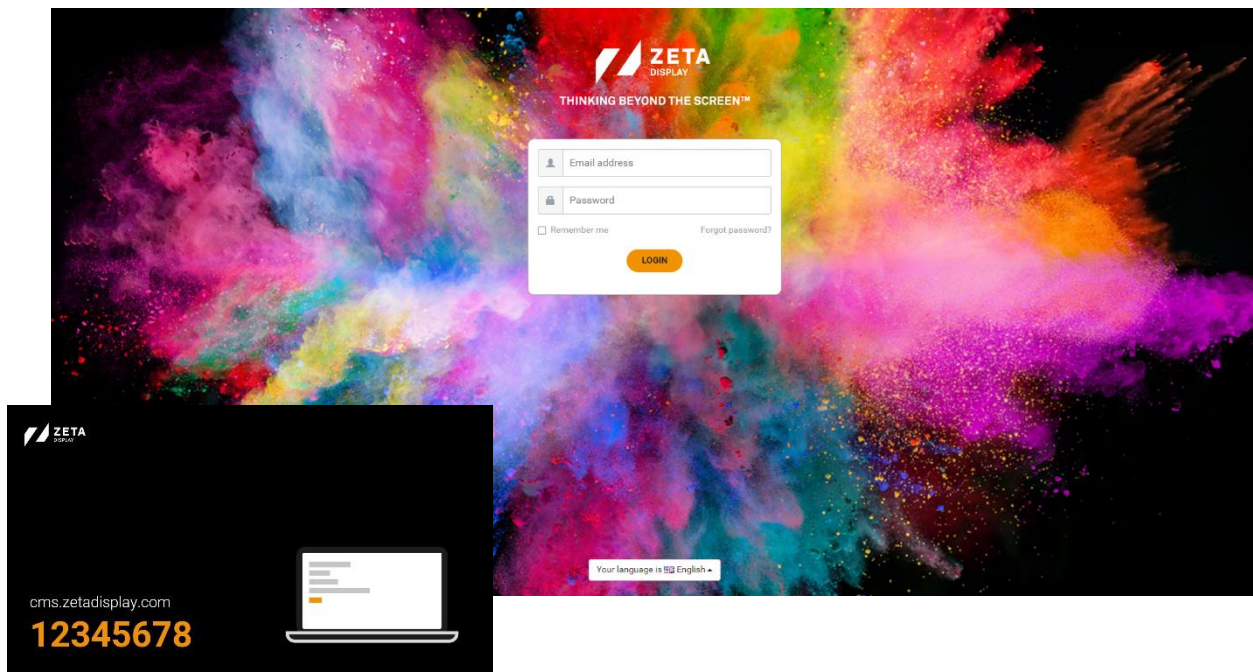 ZETA
DISPLAY
THINKING BEYOND THE SCREEN™
Email address
Password
Remember me
Forgot password?
LOGIN
Your language is English
ZETA
DISPLAY
cms.zetadisplay.com
12345678